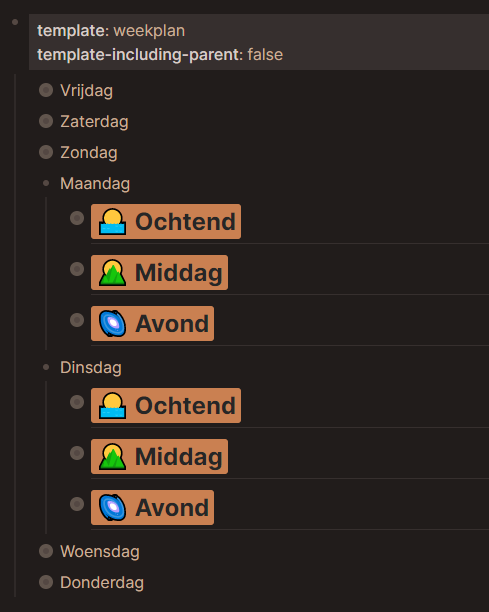 template: weekplan
template-including-parent: false
Vrijdag
Zaterdag
Zondag
Maandag
Ochtend
Middag
Avond
Dinsdag
Ochtend
Middag
Avond
Woensdag
Donderdag